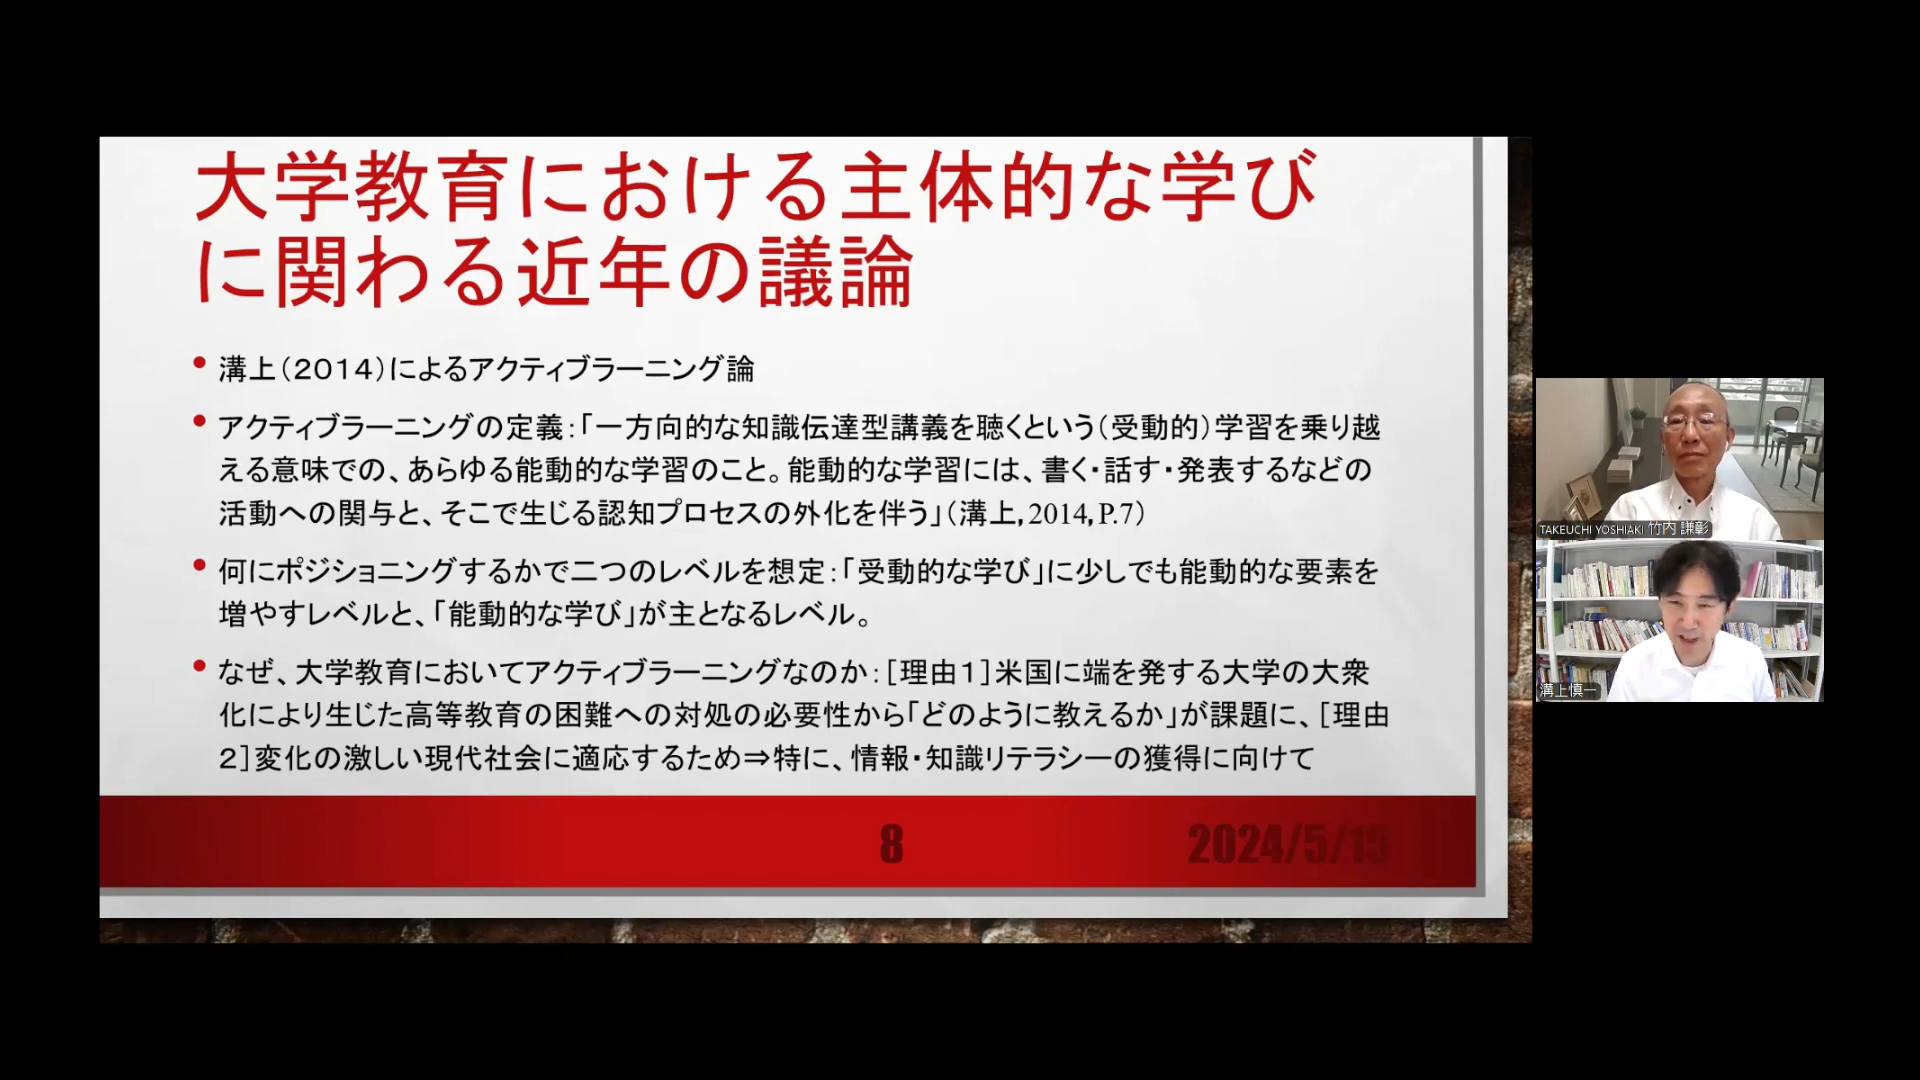 大学教育における主体的な学び
に関わる近年の議論
• 溝上（２０１４）によるアクティブラーニング論
• アクティブラーニングの定義：「一方向的な知識伝達型講義を聴くという（受動的）学習を乗り越
える意味での、あらゆる能動的な学習のこと。能動的な学習には、書く・話す・発表するなどの
活動への関与と、そこで生じる認知プロセスの外化を伴う」（溝上，2014，P.7）
• 何にポジショニングするかで二つのレベルを想定：「受動的な学び」に少しでも能動的な要素を
増やすレベルと、「能動的な学び」が主となるレベル。
• なぜ、大学教育においてアクティブラーニングなのか：［理由１］米国に端を発する大学の大衆
化により生じた高等教育の困難への対処の必要性から「どのように教えるか」が課題に、［理由
２］変化の激しい現代社会に適応するため⇒特に、情報・知識リテラシーの獲得に向けて
8
2024/5/15
TAKEUCHI YOSHIAKI 竹内 謙彰
溝上慎一